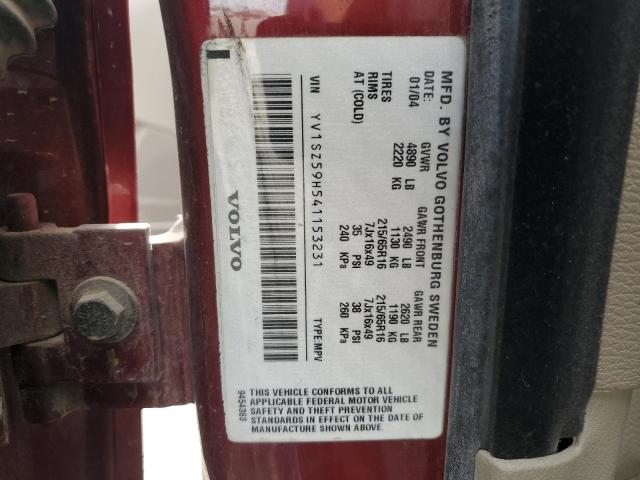 MFD. BY VOLVO GOTHENBURG SWEDEN
DATE: GVWR GAWR FRONT GAWR REAR
01/04 4890 LB 2490 LB 2620 LB
2220 KG 1130 KG 1190 KG
TIRES 215/65R16 215/65R16
RIMS 7Jx16x49 7Jx16x49
AT (COLD) 35 PSI 38 PSI
240 KPa 260 KPa
VIN YV1SZ59H541153231 TYPE:MPV
VOLVO
9454363
THIS VEHICLE CONFORMS TO ALL
APPLICABLE FEDERAL MOTOR VEHICLE
SAFETY AND THEFT PREVENTION
STANDARDS IN EFFECT ON THE DATE OF
MANUFACTURE SHOWN ABOVE.